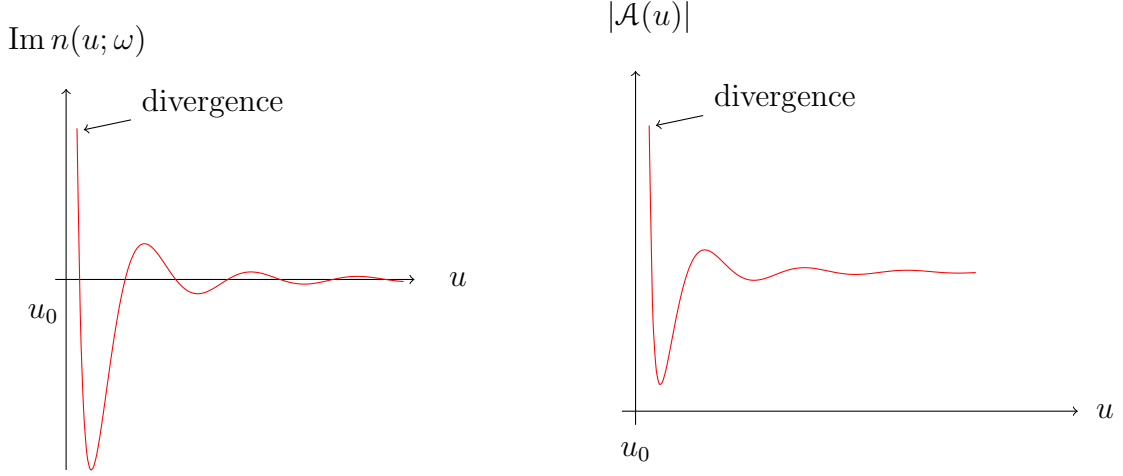 Im n(u; ω)
divergence
u
u₀
|𝒜(u)|
divergence
u
u₀